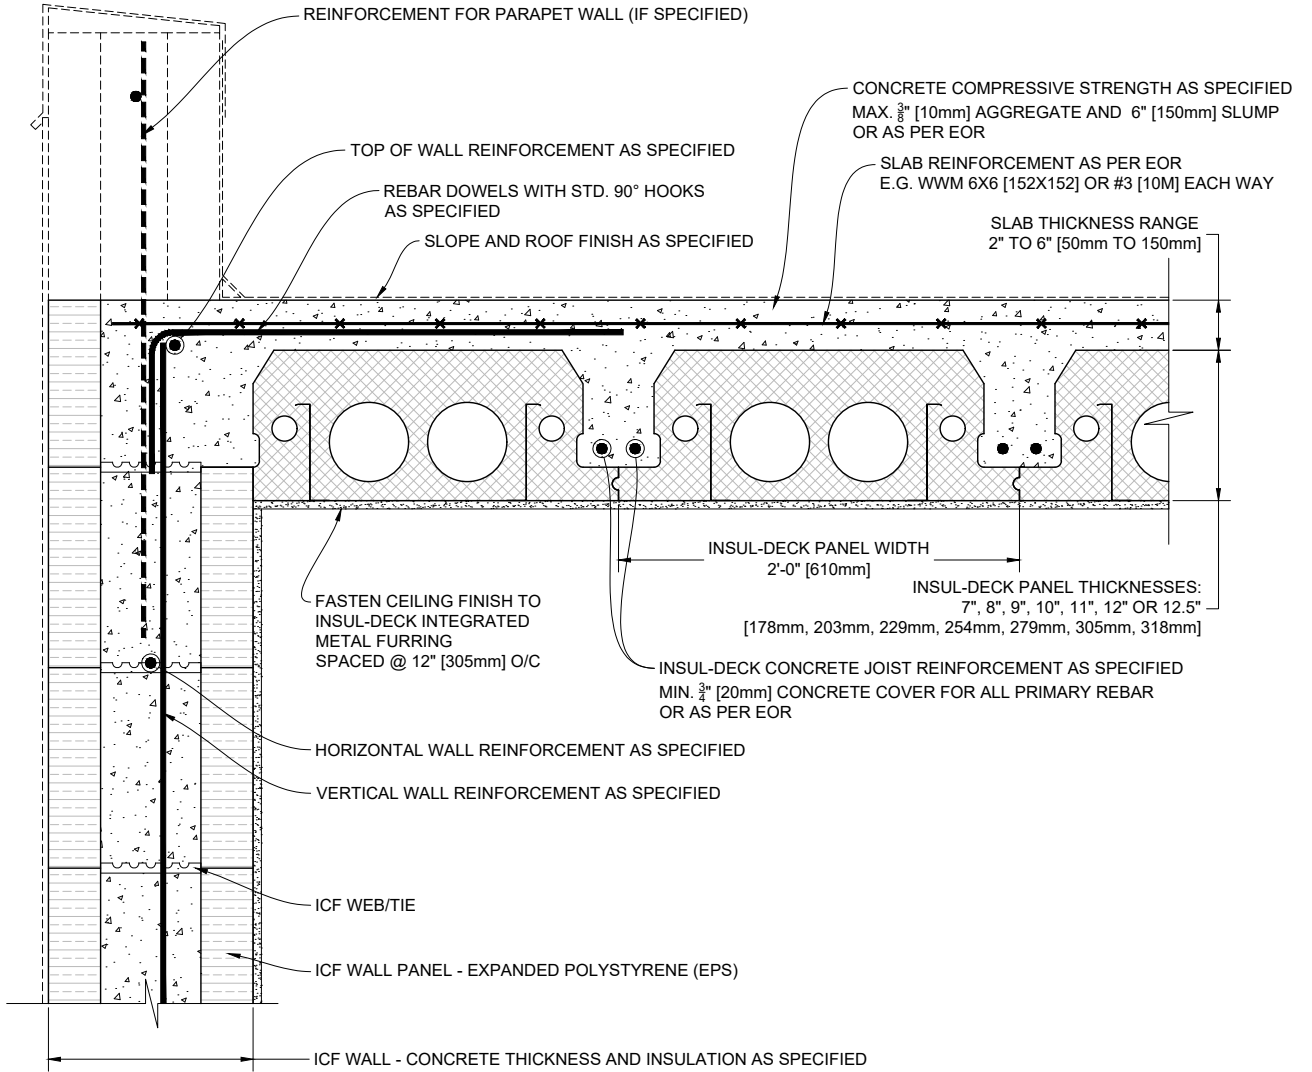 REINFORCEMENT FOR PARAPET WALL (IF SPECIFIED)
CONCRETE COMPRESSIVE STRENGTH AS SPECIFIED
MAX. 3/8" [10mm] AGGREGATE AND 6" [150mm] SLUMP
OR AS PER EOR
TOP OF WALL REINFORCEMENT AS SPECIFIED
SLAB REINFORCEMENT AS PER EOR
E.G. WWM 6X6 [152X152] OR #3 [10M] EACH WAY
REBAR DOWELS WITH STD. 90° HOOKS
AS SPECIFIED
SLAB THICKNESS RANGE
2" TO 6" [50mm TO 150mm]
SLOPE AND ROOF FINISH AS SPECIFIED
INSUL-DECK PANEL WIDTH
2'-0" [610mm]
INSUL-DECK PANEL THICKNESSES:
7", 8", 9", 10", 11", 12" OR 12.5"
[178mm, 203mm, 229mm, 254mm, 279mm, 305mm, 318mm]
FASTEN CEILING FINISH TO
INSUL-DECK INTEGRATED
METAL FURRING
SPACED @ 12" [305mm] O/C
INSUL-DECK CONCRETE JOIST REINFORCEMENT AS SPECIFIED
MIN. 3/4" [20mm] CONCRETE COVER FOR ALL PRIMARY REBAR
OR AS PER EOR
HORIZONTAL WALL REINFORCEMENT AS SPECIFIED
VERTICAL WALL REINFORCEMENT AS SPECIFIED
ICF WEB/TIE
ICF WALL PANEL - EXPANDED POLYSTYRENE (EPS)
ICF WALL - CONCRETE THICKNESS AND INSULATION AS SPECIFIED